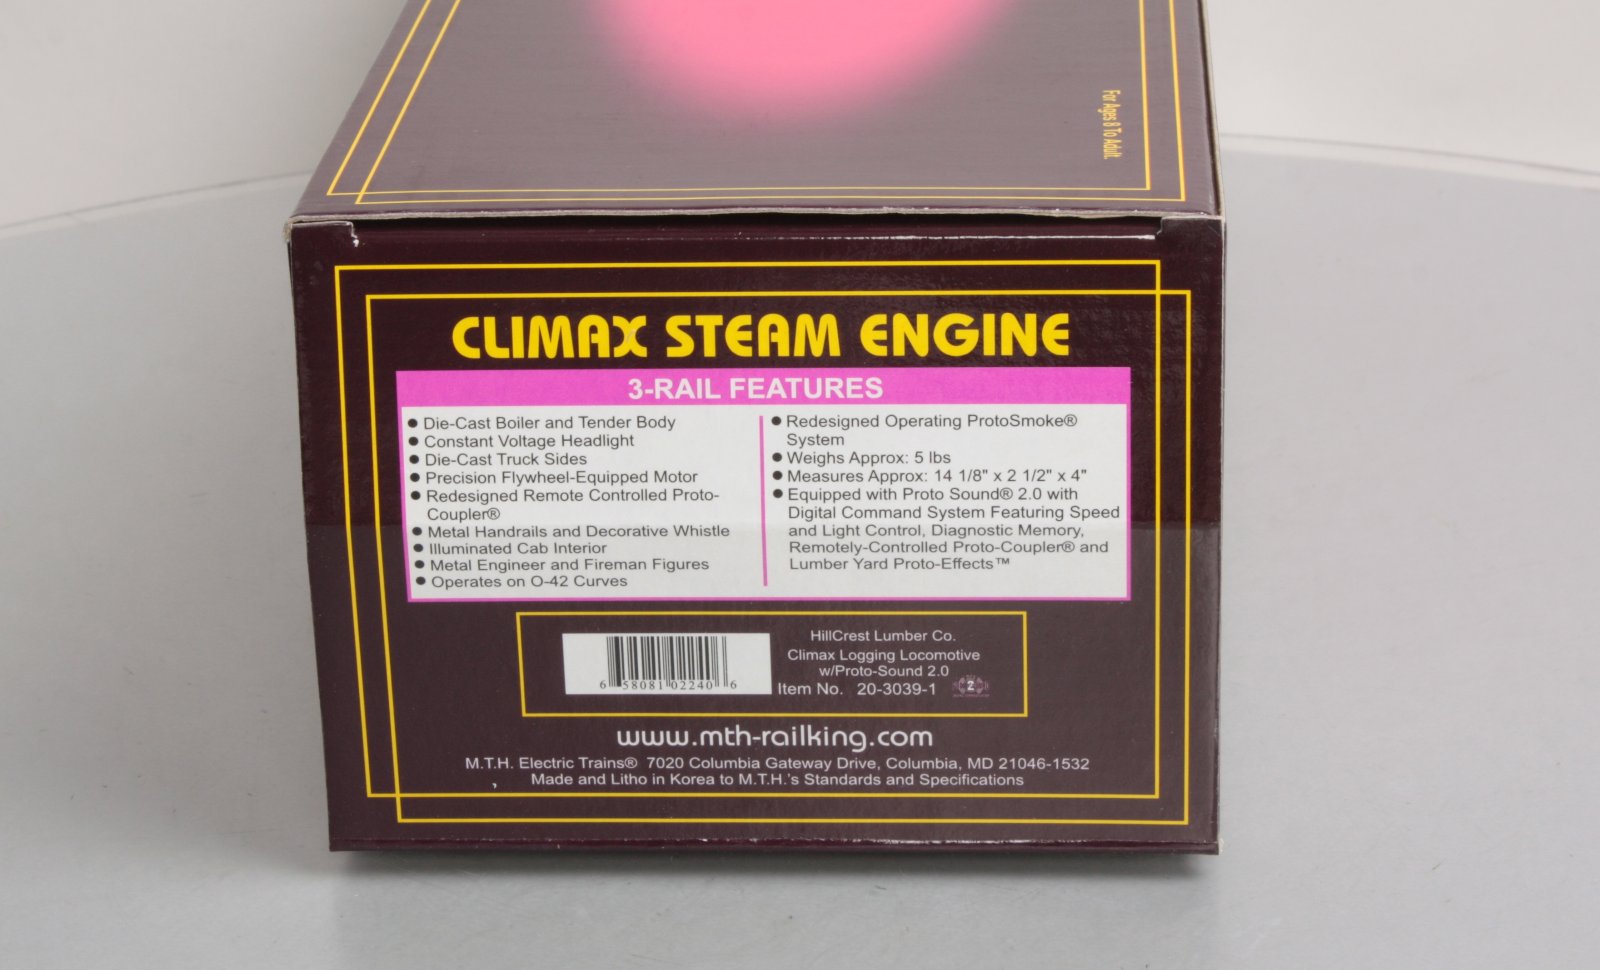 For Ages 8 To Adult.
CLIMAX STEAM ENGINE
3-RAIL FEATURES
● Die-Cast Boiler and Tender Body
● Constant Voltage Headlight
● Die-Cast Truck Sides
● Precision Flywheel-Equipped Motor
● Redesigned Remote Controlled Proto-
Coupler®
● Metal Handrails and Decorative Whistle
● Illuminated Cab Interior
● Metal Engineer and Fireman Figures
● Operates on O-42 Curves
● Redesigned Operating ProtoSmoke®
System
● Weighs Approx: 5 lbs
● Measures Approx: 14 1/8" x 2 1/2" x 4"
● Equipped with Proto Sound® 2.0 with
Digital Command System Featuring Speed
and Light Control, Diagnostic Memory,
Remotely-Controlled Proto-Coupler® and
Lumber Yard Proto-Effects™
6 58081 02240 6
HillCrest Lumber Co.
Climax Logging Locomotive
w/Proto-Sound 2.0
Item No. 20-3039-1
2
www.mth-railking.com
M.T.H. Electric Trains® 7020 Columbia Gateway Drive, Columbia, MD 21046-1532
Made and Litho in Korea to M.T.H.'s Standards and Specifications